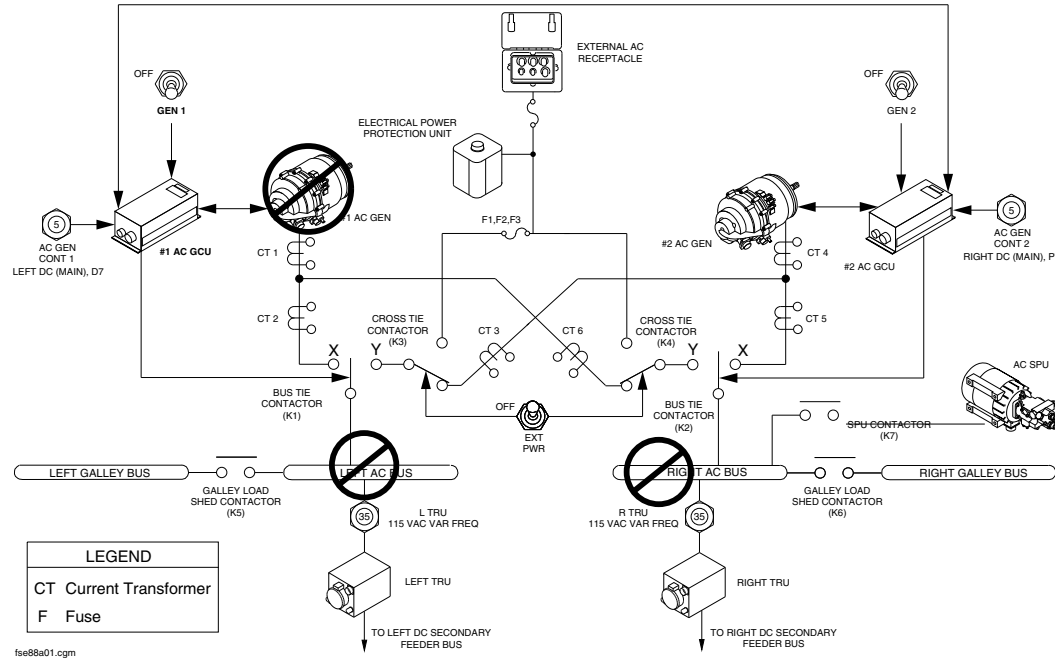 EXTERNAL AC
RECEPTACLE
OFF
GEN 1
OFF
GEN 2
ELECTRICAL POWER
PROTECTION UNIT
5
AC GEN
CONT 1
LEFT DC (MAIN), D7
#1 AC GCU
#1 AC GEN
CT 1
F1,F2,F3
#2 AC GEN
CT 4
#2 AC GCU
5
AC GEN
CONT 2
RIGHT DC (MAIN), P
CT 2
CROSS TIE
CONTACTOR
(K3)
CT 3
CT 6
CROSS TIE
CONTACTOR
(K4)
CT 5
X
Y
Y
X
BUS TIE
CONTACTOR
(K1)
OFF
EXT
PWR
BUS TIE
CONTACTOR
(K2)
AC SPU
SPU CONTACTOR
(K7)
LEFT GALLEY BUS
LEFT AC BUS
RIGHT AC BUS
RIGHT GALLEY BUS
GALLEY LOAD
SHED CONTACTOR
(K5)
GALLEY LOAD
SHED CONTACTOR
(K6)
35
L TRU
115 VAC VAR FREQ
R TRU
115 VAC VAR FREQ
35
LEFT TRU
RIGHT TRU
LEGEND
CT Current Transformer
F Fuse
TO LEFT DC SECONDARY
FEEDER BUS
TO RIGHT DC SECONDARY
FEEDER BUS
fse88a01.cgm